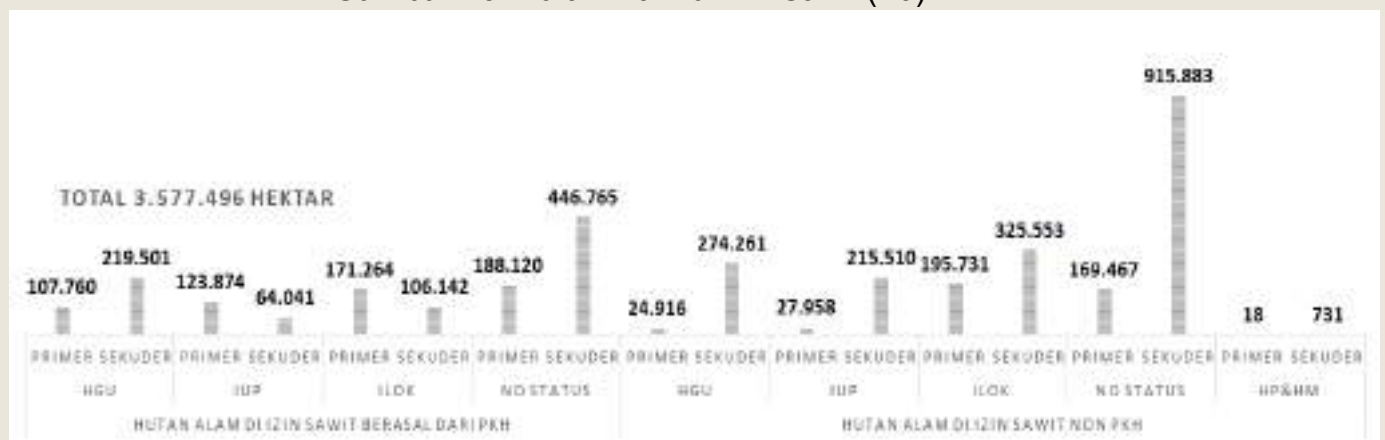 915.883
TOTAL 3.577.496 HEKTAR
446.765
107.760 219.501 123.874 64.041 171.264 106.142 188.120 24.916 274.261 27.958 215.510 195.731 325.553 169.467 18 731
PRIMER SEKUDER PRIMER SEKUDER PRIMER SEKUDER PRIMER SEKUDER PRIMER SEKUDER PRIMER SEKUDER PRIMER SEKUDER PRIMER SEKUDER PRIMER SEKUDER
HGU IUP ILOK NO STATUS HGU IUP ILOK NO STATUS HP&HM
HUTAN ALAM DI IZIN SAWIT BERASAL DARI PKH HUTAN ALAM DI IZIN SAWIT NON PKH